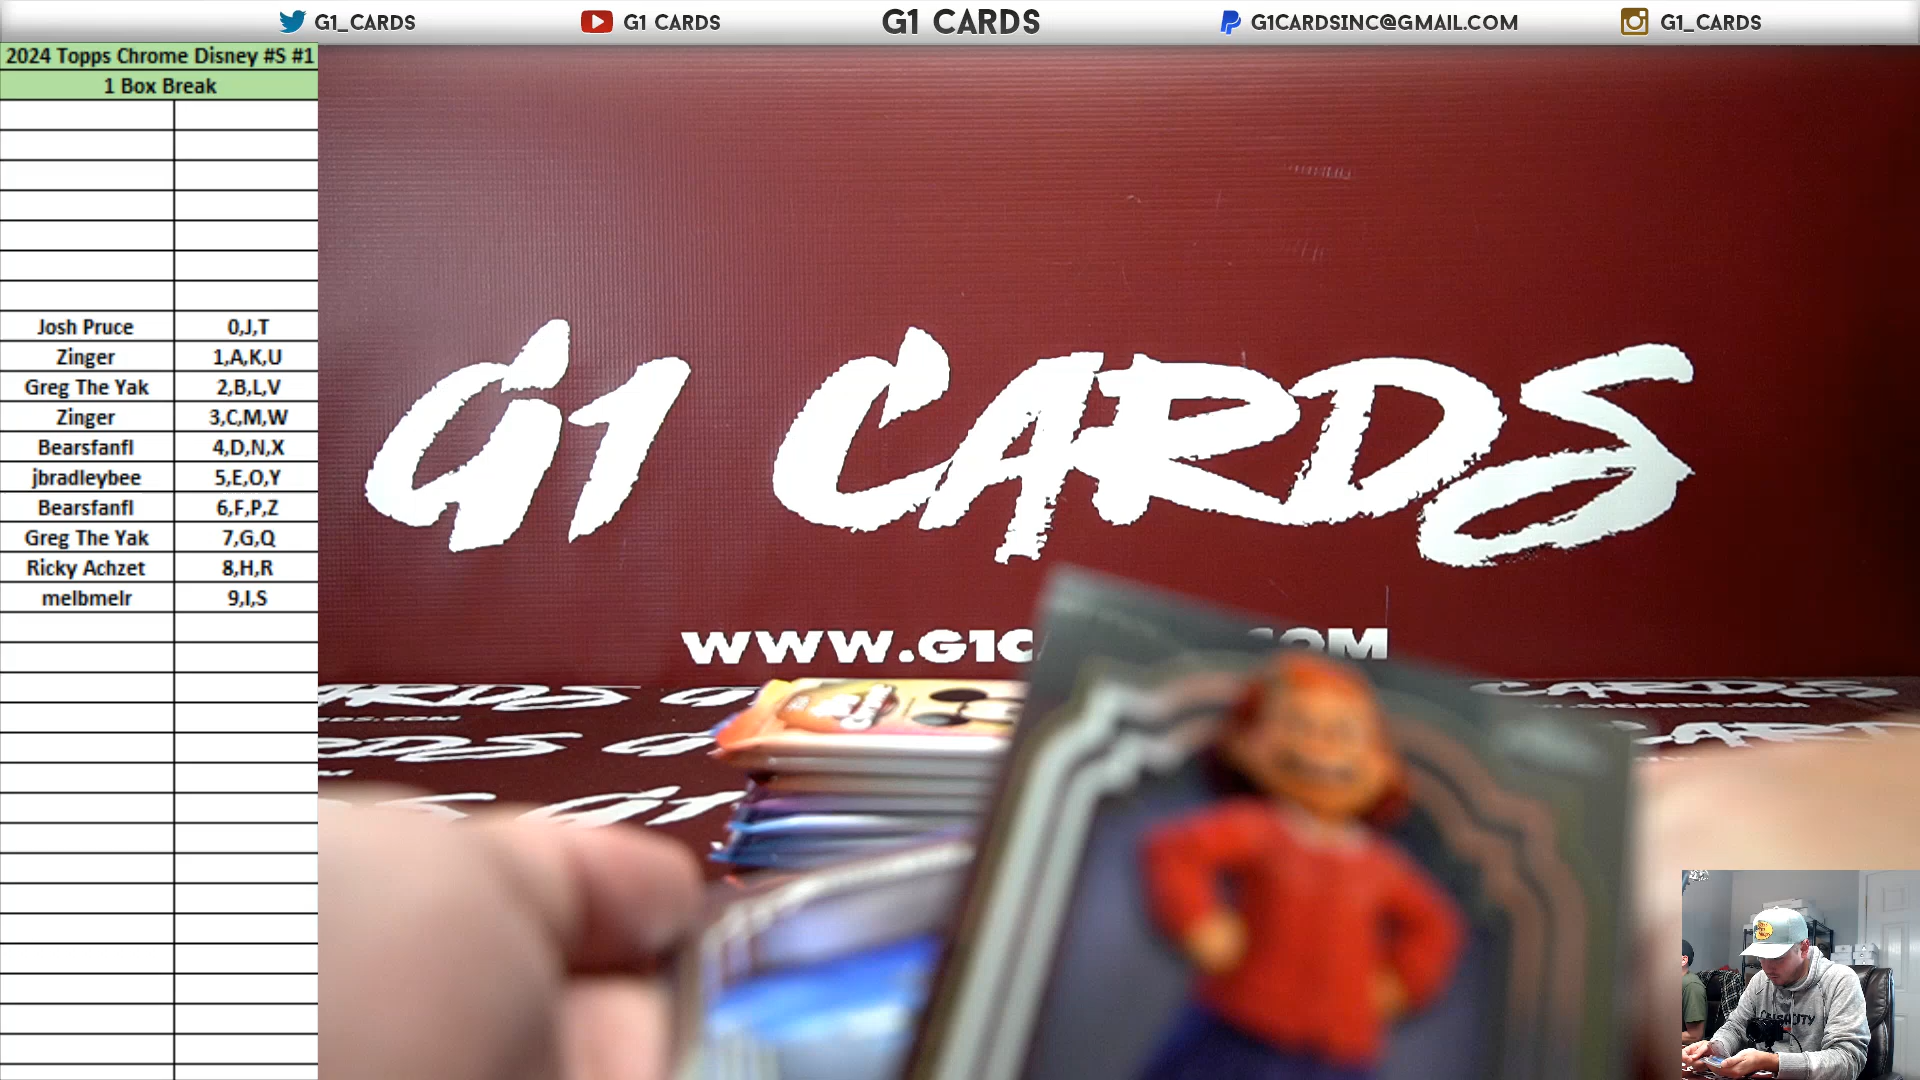 G1_CARDS
G1 CARDS
G1 CARDS
G1CARDSINC@GMAIL.COM
G1_CARDS
2024 Topps Chrome Disney #S #1
1 Box Break
Josh Pruce 0,J,T
Zinger 1,A,K,U
Greg The Yak 2,B,L,V
Zinger 3,C,M,W
Bearsfanfl 4,D,N,X
jbradleybee 5,E,O,Y
Bearsfanfl 6,F,P,Z
Greg The Yak 7,G,Q
Ricky Achzet 8,H,R
melbmelr 9,I,S
G1 CARDS
WWW.G1C OM
CARDS